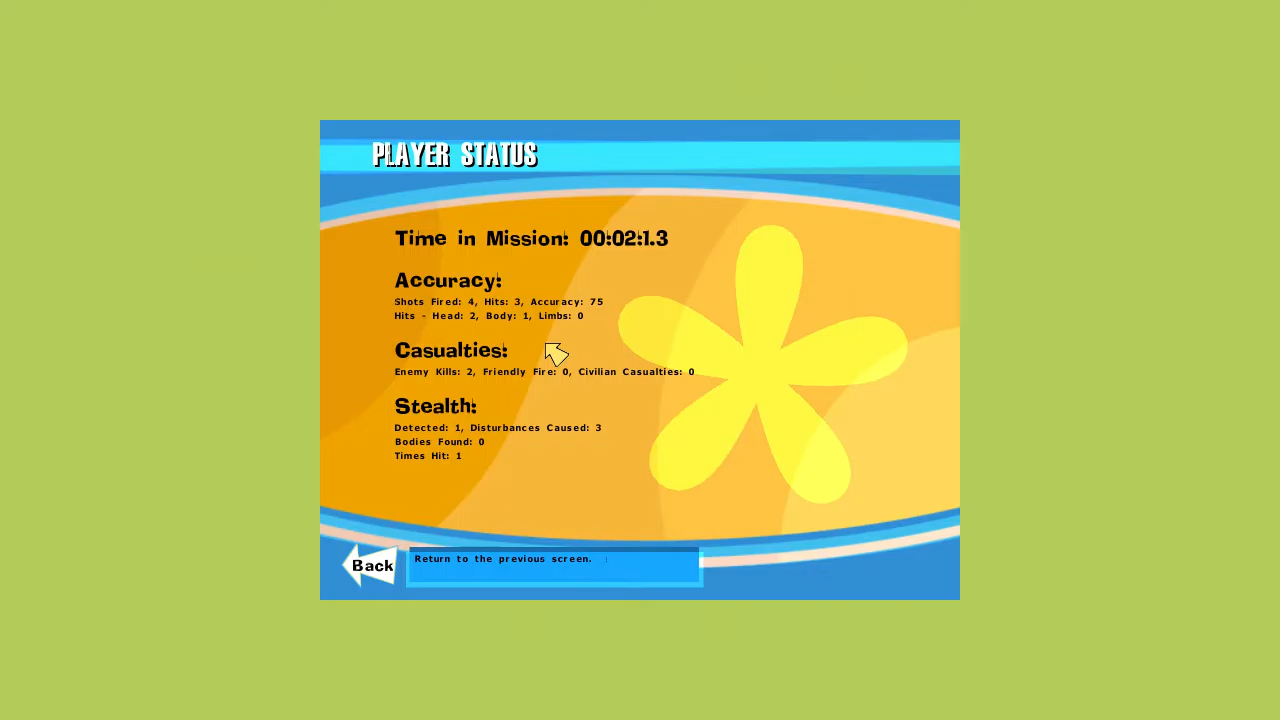 PLAYER STATUS
Time in Mission: 00:02:1.3
Accuracy:
Shots Fired: 4, Hits: 3, Accuracy: 75
Hits - Head: 2, Body: 1, Limbs: 0
Casualties:
Enemy Kills: 2, Friendly Fire: 0, Civilian Casualties: 0
Stealth:
Detected: 1, Disturbances Caused: 3
Bodies Found: 0
Times Hit: 1
Back
Return to the previous screen.